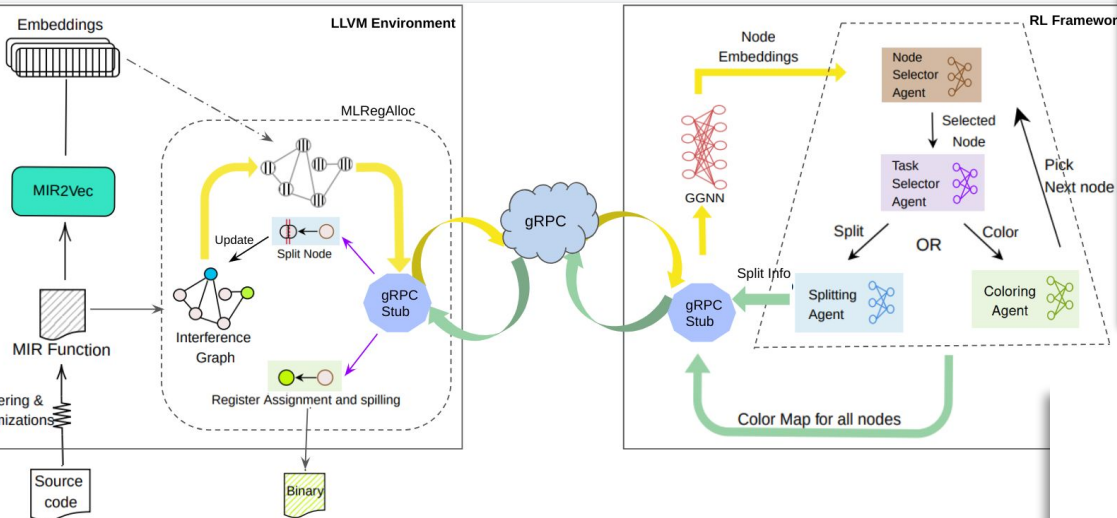 LLVM Environment
Embeddings
MLRegAlloc
MIR2Vec
Update
Split Node
gRPC
Stub
Interference
Graph
MIR Function
Register Assignment and spilling
ering &
mizations
Source
code
Binary
gRPC
RL Framewor
Node
Embeddings
Node
Selector
Agent
Selected
Node
GGNN
Task
Selector
Agent
Pick
Next node
Split
OR
Color
Split Info
gRPC
Stub
Splitting
Agent
Coloring
Agent
Color Map for all nodes